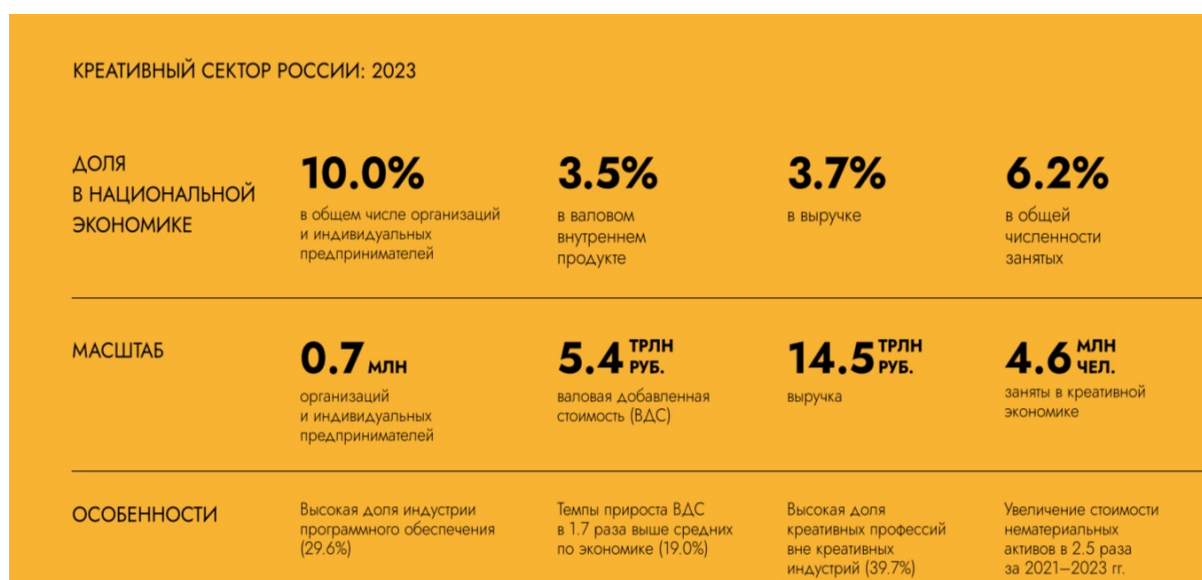 КРЕАТИВНЫЙ СЕКТОР РОССИИ: 2023
ДОЛЯ
В НАЦИОНАЛЬНОЙ
ЭКОНОМИКЕ
10.0%
в общем числе организаций
и индивидуальных
предпринимателей
3.5%
в валовом
внутреннем
продукте
3.7%
в выручке
6.2%
в общей
численности
занятых
МАСШТАБ
0.7 МЛН
организаций
и индивидуальных
предпринимателей
5.4 ТРЛН
РУБ.
валовая добавленная
стоимость (ВДС)
14.5 ТРЛН
РУБ.
выручка
4.6 МЛН
ЧЕЛ.
заняты в креативной
экономике
ОСОБЕННОСТИ
Высокая доля индустрии
программного обеспечения
(29.6%)
Темпы прироста ВДС
в 1.7 раза выше средних
по экономике (19.0%)
Высокая доля
креативных профессий
вне креативных
индустрий (39.7%)
Увеличение стоимости
нематериальных
активов в 2.5 раза
за 2021–2023 гг.